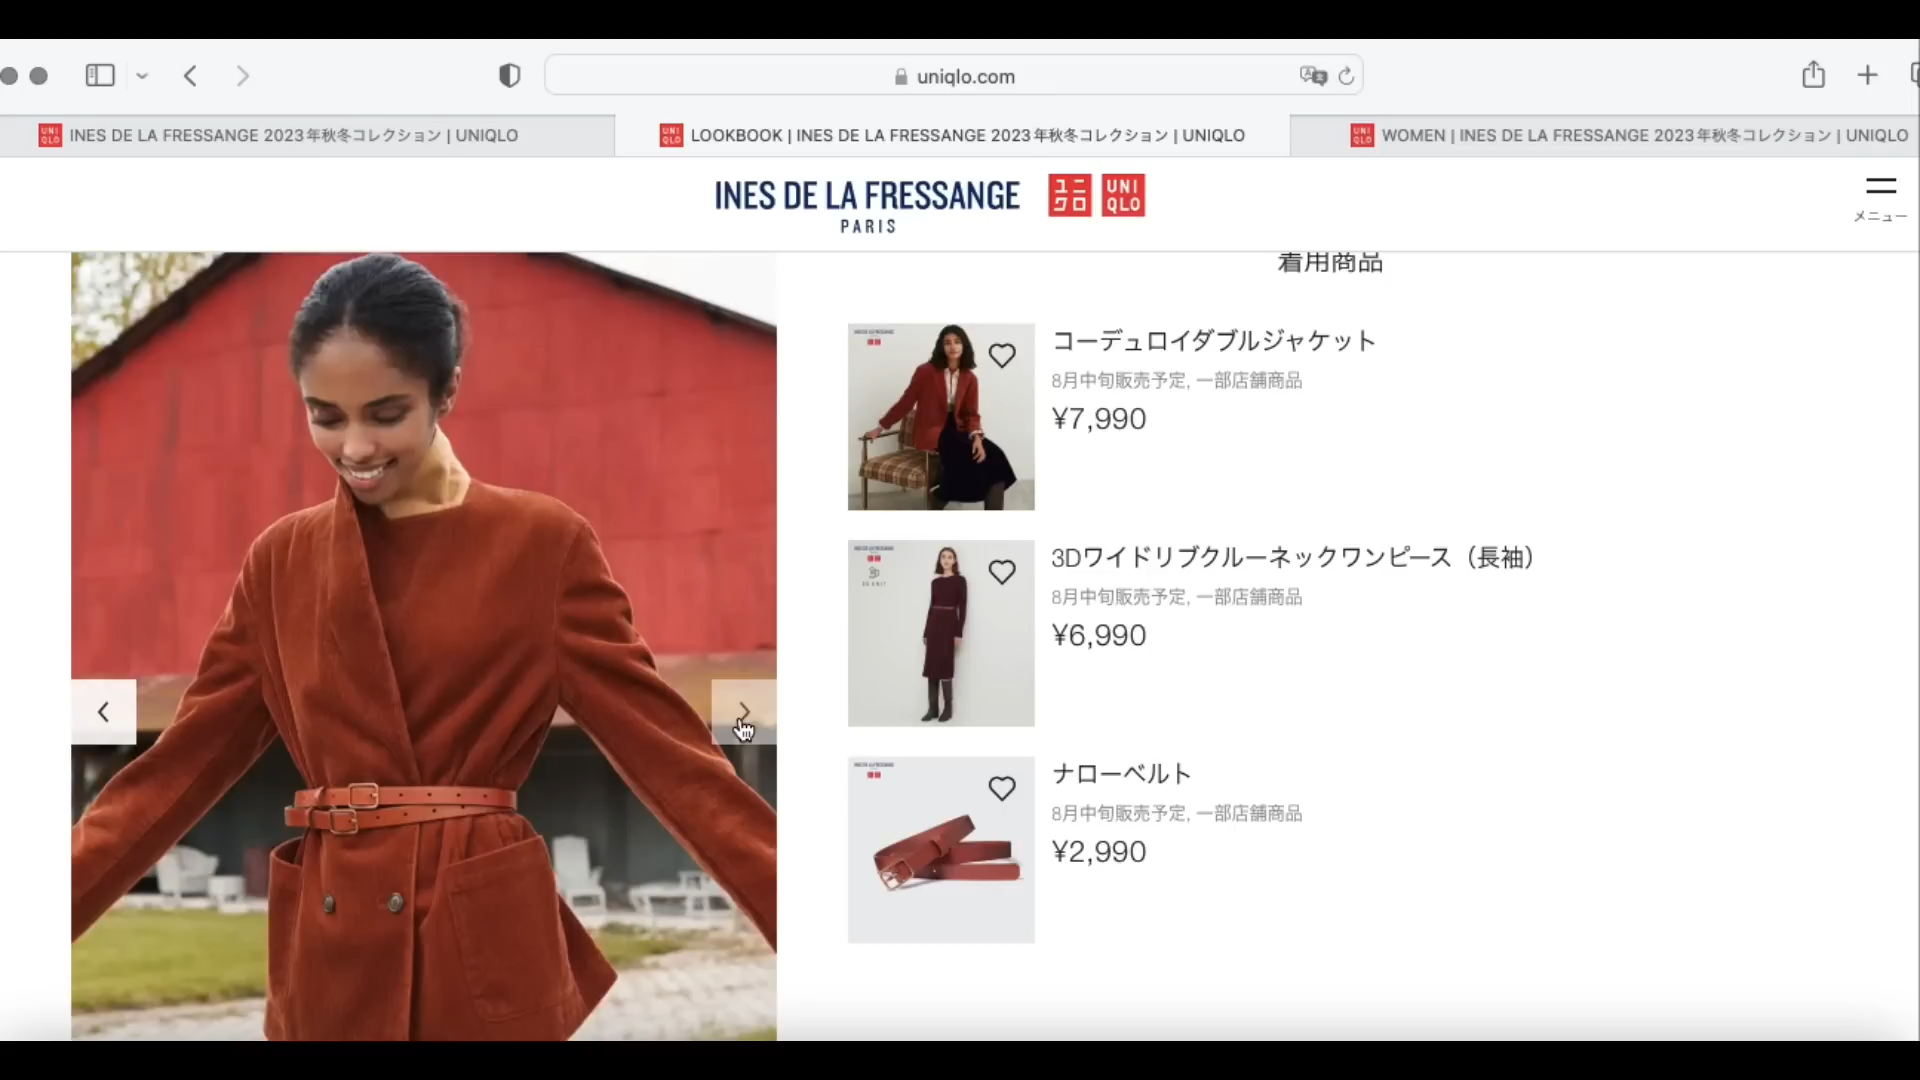 uniqlo.com
UNI QLO INES DE LA FRESSANGE 2023年秋冬コレクション | UNIQLO
UNI QLO LOOKBOOK | INES DE LA FRESSANGE 2023年秋冬コレクション | UNIQLO
UNI QLO WOMEN | INES DE LA FRESSANGE 2023年秋冬コレクション | UNIQLO
INES DE LA FRESSANGE
PARIS
ユニ
クロ
UNI
QLO
メニュー
着用商品
コーデュロイダブルジャケット
8月中旬販売予定, 一部店舗商品
¥7,990
3Dワイドリブクルーネックワンピース（長袖）
8月中旬販売予定, 一部店舗商品
¥6,990
ナローベルト
8月中旬販売予定, 一部店舗商品
¥2,990